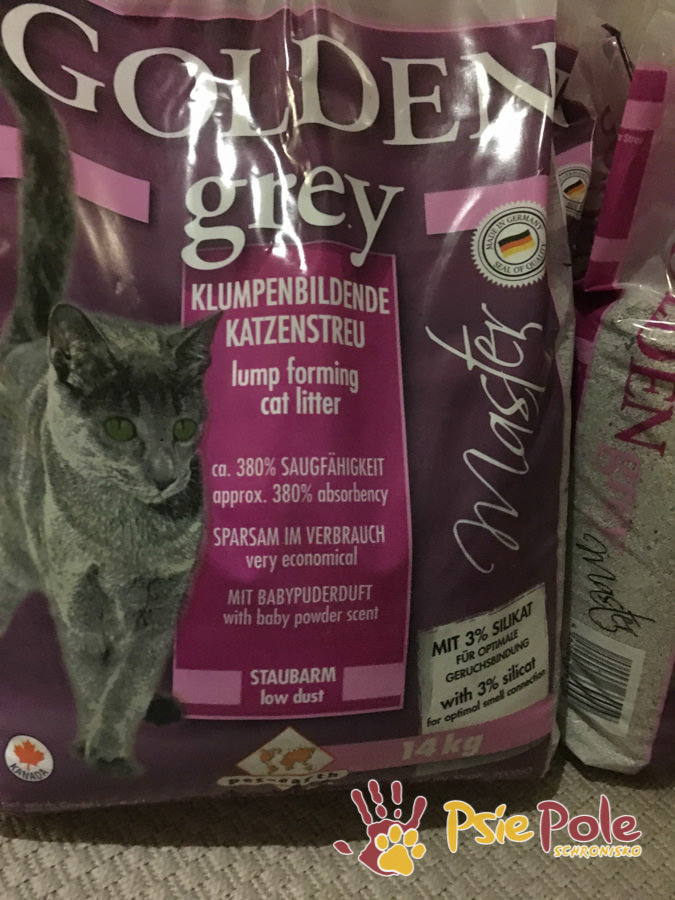 GOLDEN
grey
MADE IN GERMANY
SEAL OF QUALITY
KLUMPENBILDENDE
KATZENSTREU
lump forming
cat litter
Master
ca. 380% SAUGFÄHIGKEIT
approx. 380% absorbency
SPARSAM IM VERBRAUCH
very economical
MIT BABYPUDERDUFT
with baby powder scent
STAUBARM
low dust
MIT 3% SILIKAT
FÜR OPTIMALE
GERUCHSBINDUNG
with 3% silicat
for optimal smell connection
14 kg
KANADA
pet-earth
Psie Pole
SCHRONISKO